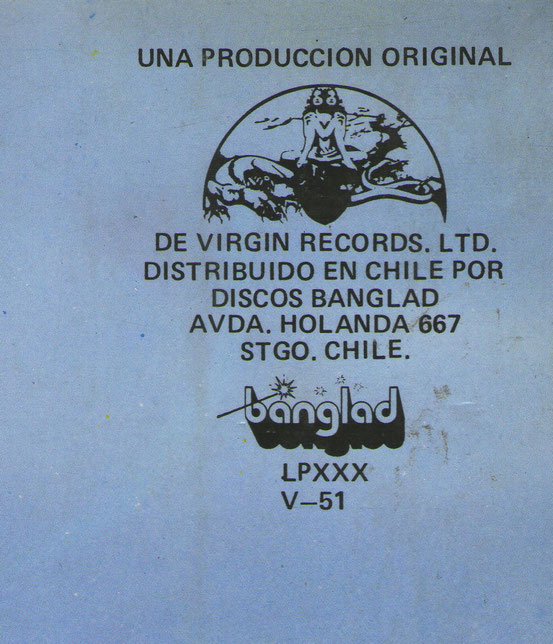 UNA PRODUCCION ORIGINAL
DE VIRGIN RECORDS. LTD.
DISTRIBUIDO EN CHILE POR
DISCOS BANGLAD
AVDA. HOLANDA 667
STGO. CHILE.
banglad
LPXXX
V—51